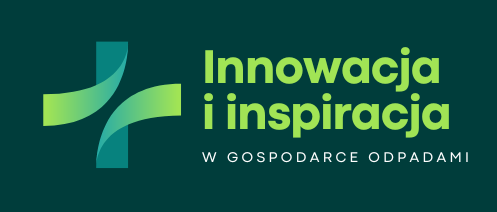 Innowacja
i inspiracja
W GOSPODARCE ODPADAMI